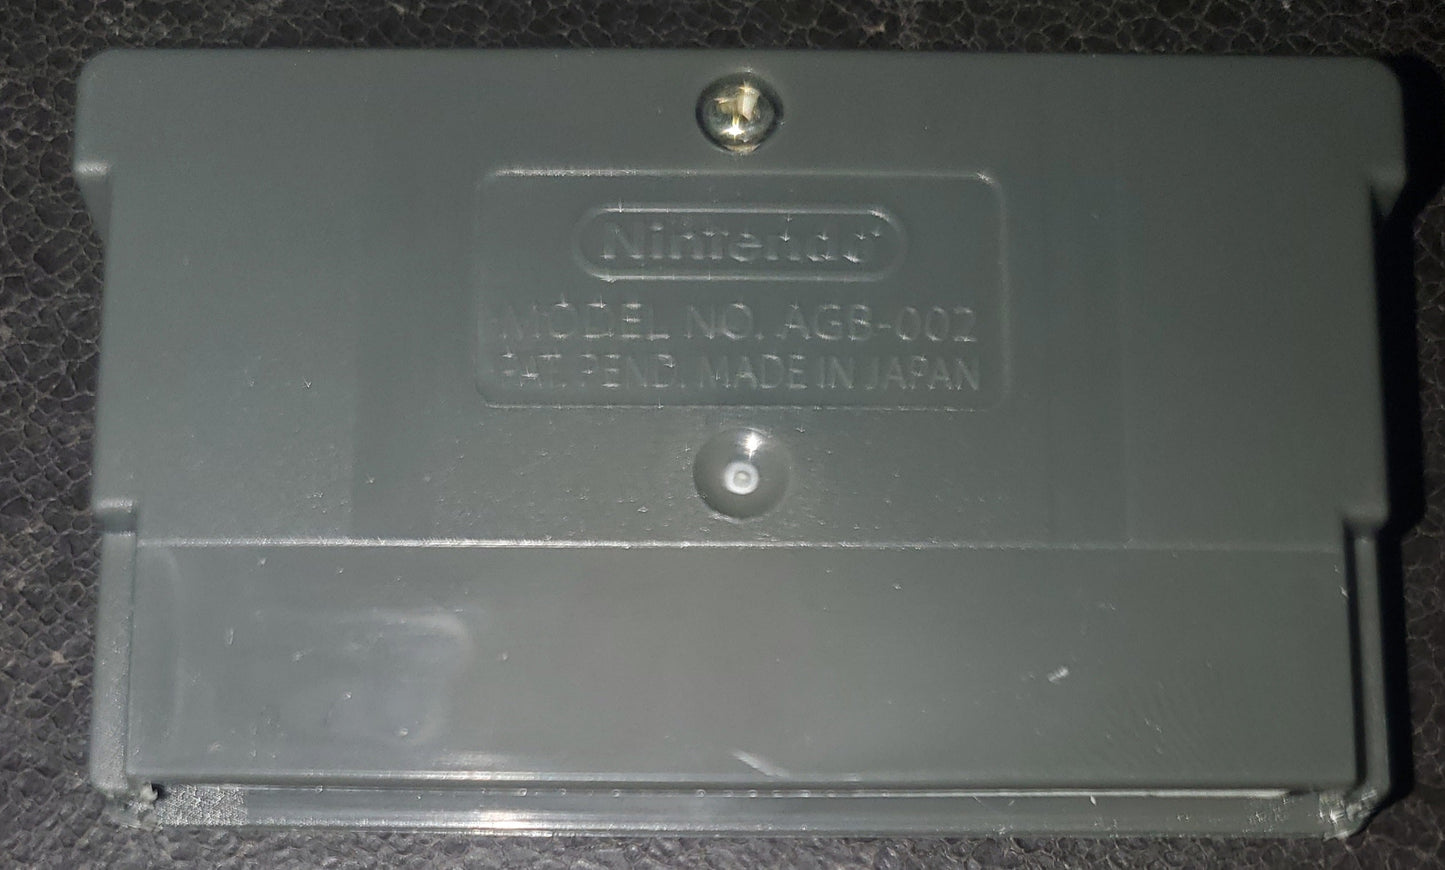 Nintendo
MODEL NO. AGB-002
PAT. PEND. MADE IN JAPAN